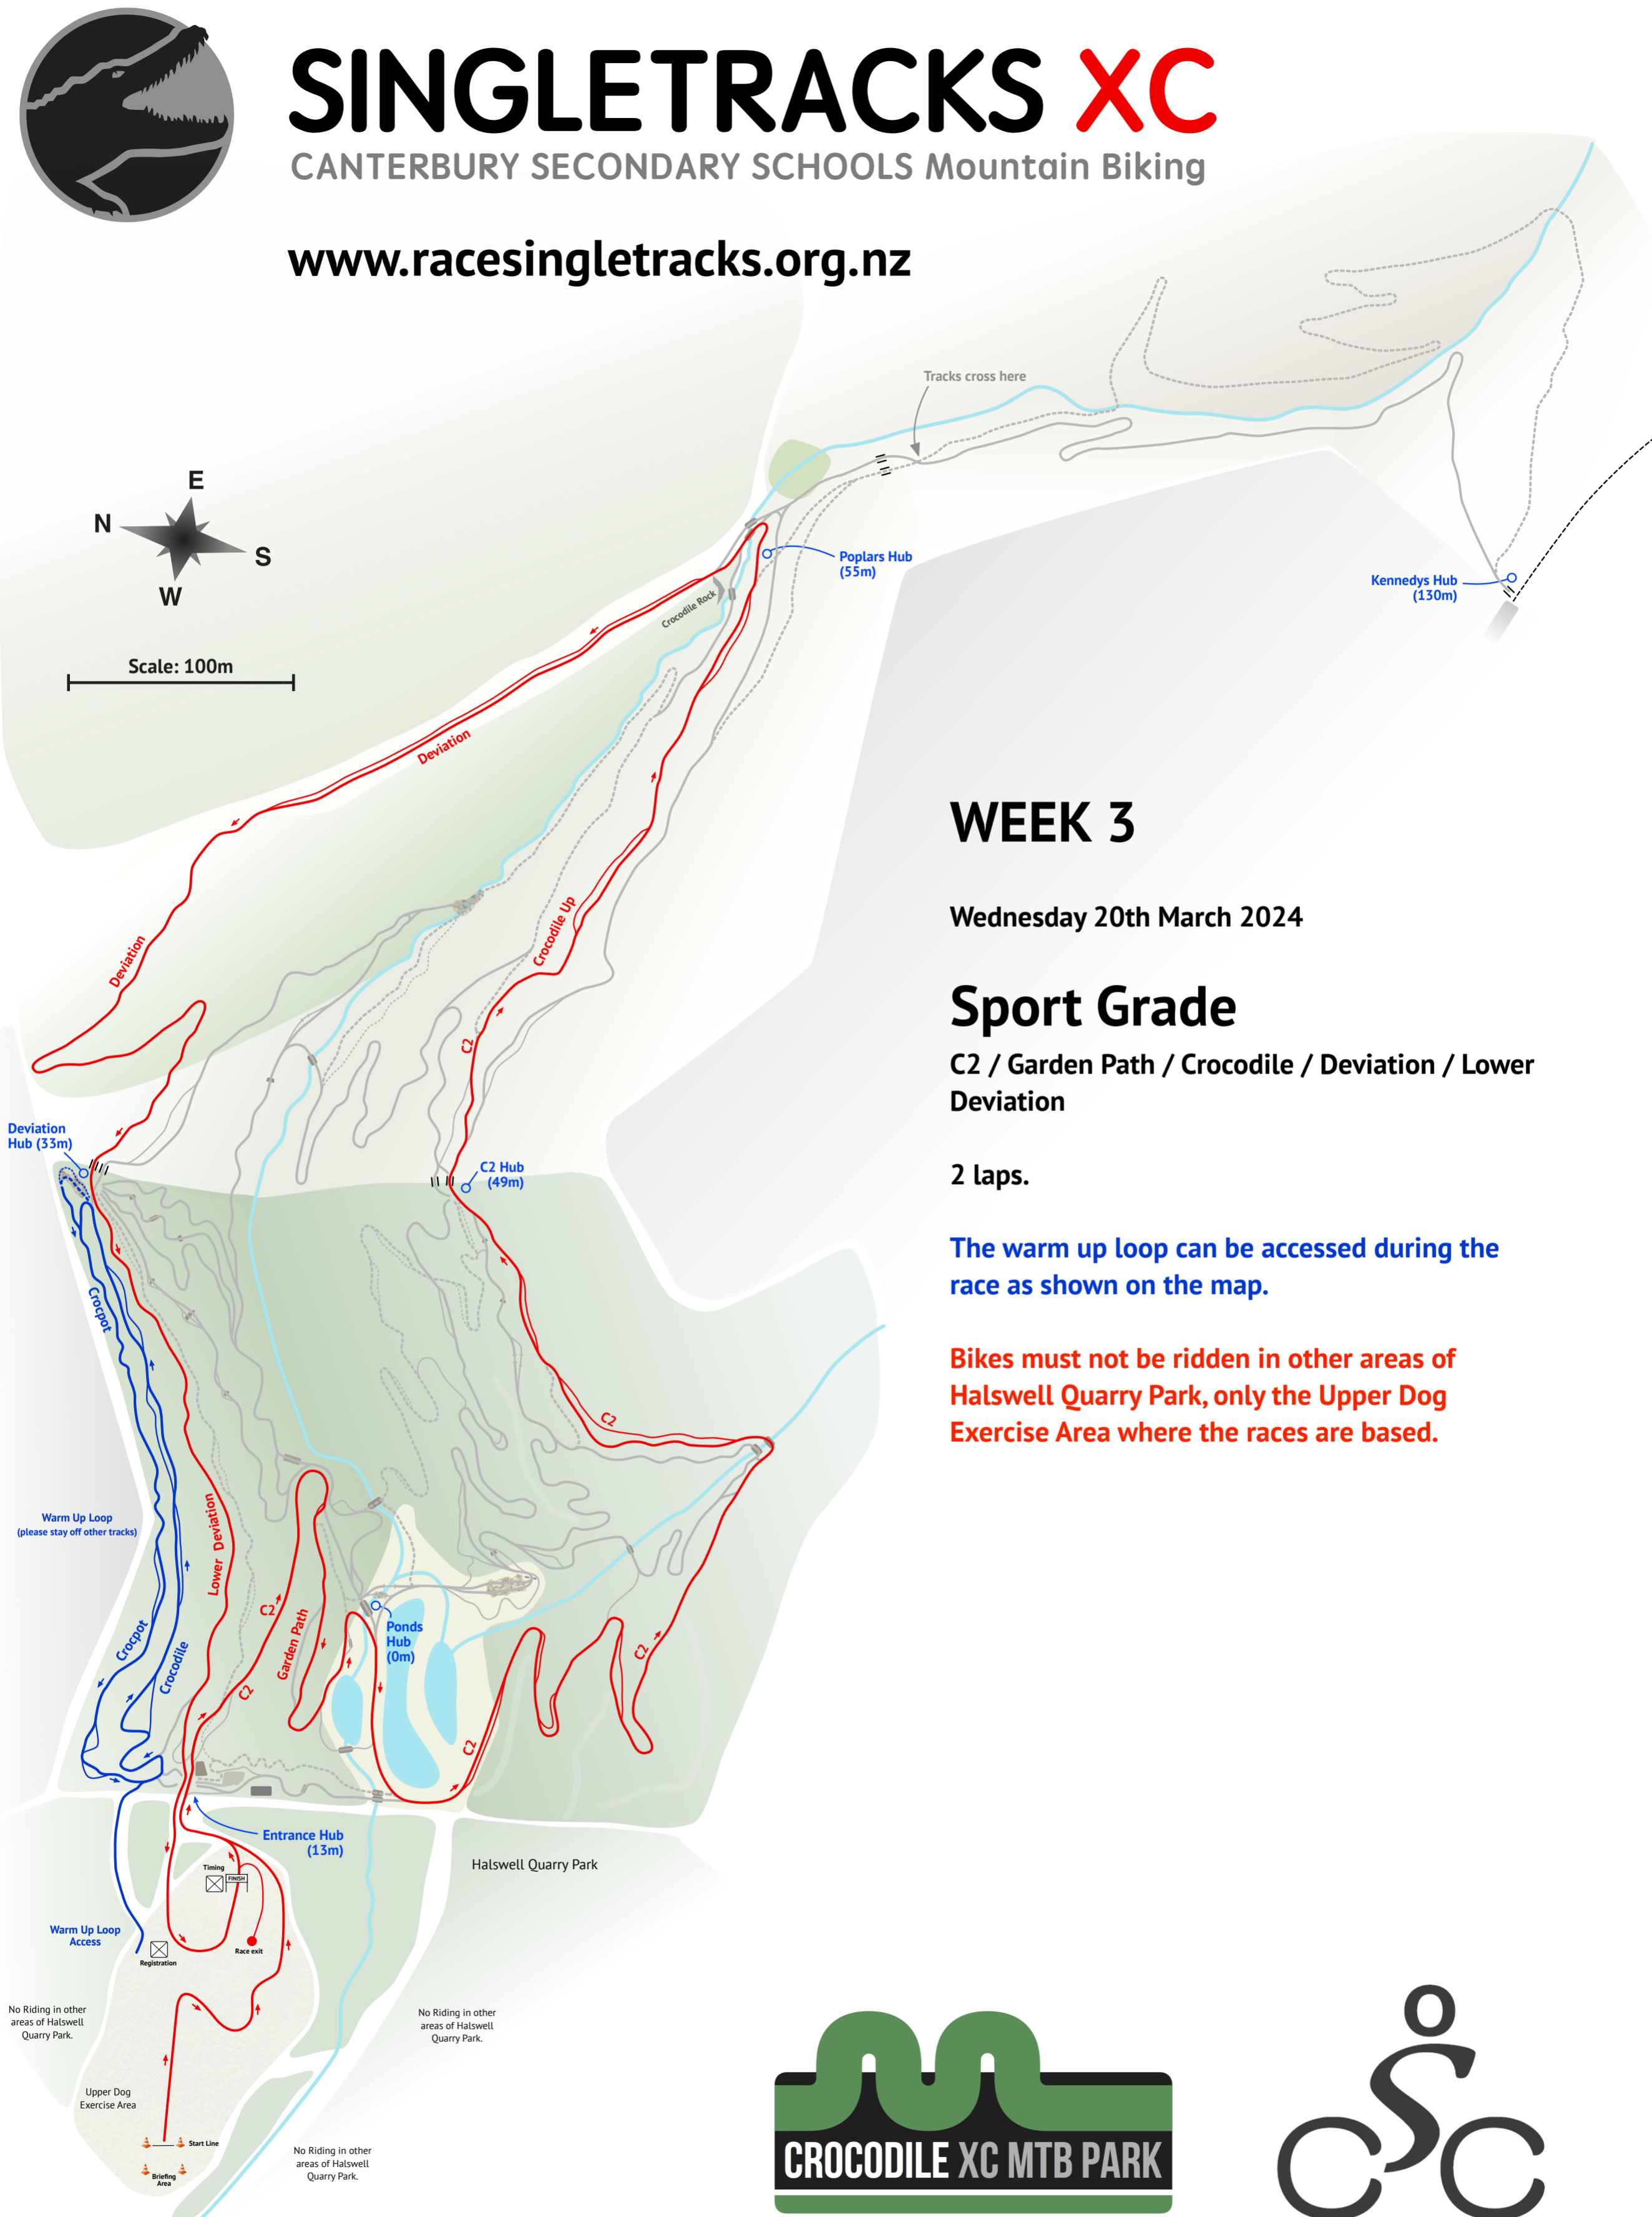 SINGLETRACKS XC
CANTERBURY SECONDARY SCHOOLS Mountain Biking
www.racesingletracks.org.nz
Tracks cross here
E
N
S
W
Poplars Hub
(55m)
Kennedys Hub
(130m)
Crocodile Rock
Scale: 100m
Deviation
WEEK 3
Wednesday 20th March 2024
Sport Grade
C2 / Garden Path / Crocodile / Deviation / Lower
Deviation
2 laps.
The warm up loop can be accessed during the
race as shown on the map.
Bikes must not be ridden in other areas of
Halswell Quarry Park, only the Upper Dog
Exercise Area where the races are based.
Crocodile Up
Deviation
C2
Deviation
Hub (33m)
C2 Hub
(49m)
Crocpot
C2
Warm Up Loop
(please stay off other tracks)
Lower Deviation
C2
Garden Path
Ponds
Hub
(0m)
Crocpot
Crocodile
C2
C2
C2
Entrance Hub
(13m)
Halswell Quarry Park
Timing
FINISH
Warm Up Loop
Access
Registration
Race exit
No Riding in other
areas of Halswell
Quarry Park.
No Riding in other
areas of Halswell
Quarry Park.
Upper Dog
Exercise Area
Start Line
Briefing
Area
No Riding in other
areas of Halswell
Quarry Park.
CROCODILE XC MTB PARK
CSC